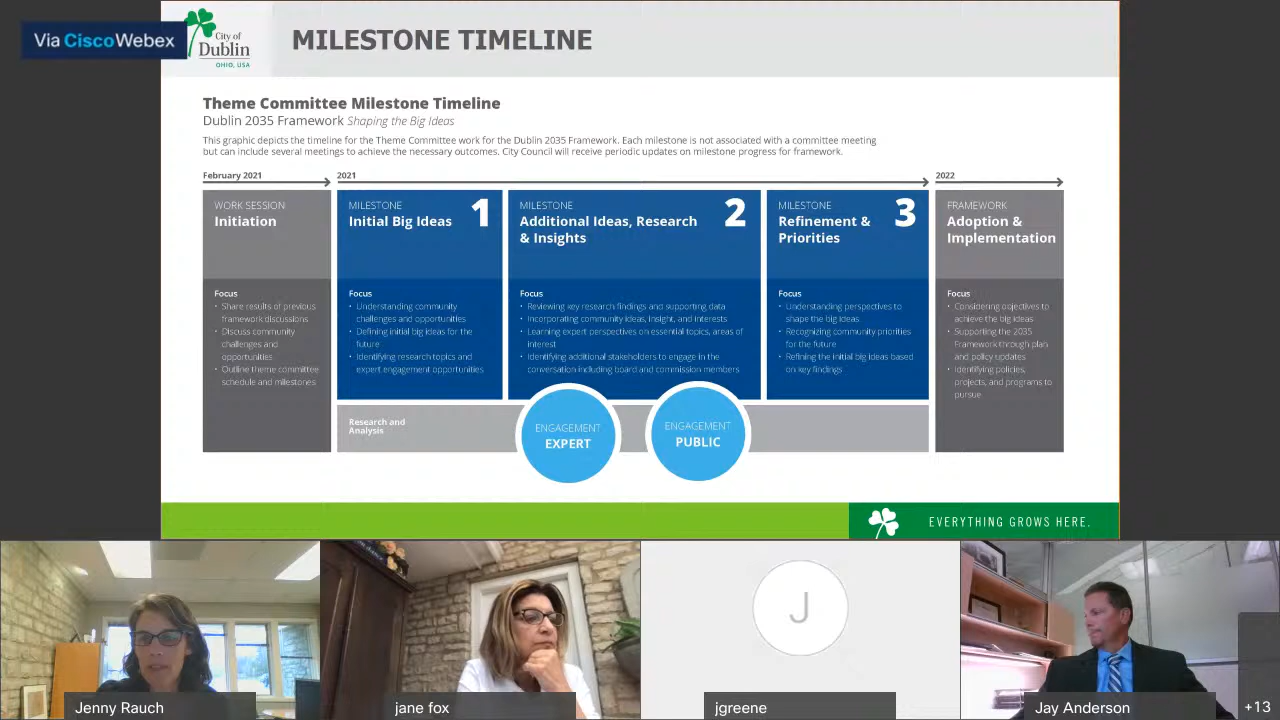 Via CiscoWebex
City of
Dublin
OHIO, USA
MILESTONE TIMELINE
Theme Committee Milestone Timeline
Dublin 2035 Framework Shaping the Big Ideas
This graphic depicts the timeline for the Theme Committee work for the Dublin 2035 Framework. Each milestone is not associated with a committee meeting
but can include several meetings to achieve the necessary outcomes. City Council will receive periodic updates on milestone progress for framework.
February 2021
2021
2022
WORK SESSION
Initiation
Focus
• Share results of previous
framework discussions
• Discuss community
challenges and
opportunities
• Outline theme committee
schedule and milestones
MILESTONE
Initial Big Ideas
1
Focus
• Understanding community
challenges and opportunities
• Defining initial big ideas for the
future
• Identifying research topics and
expert engagement opportunities
MILESTONE
Additional Ideas, Research
& Insights
2
Focus
• Reviewing key research findings and supporting data
• Incorporating community ideas, insight, and interests
• Learning expert perspectives on essential topics, areas of
interest
• Identifying additional stakeholders to engage in the
conversation including board and commission members
MILESTONE
Refinement &
Priorities
3
Focus
• Understanding perspectives to
shape the big ideas
• Recognizing community priorities
for the future
• Refining the initial big ideas based
on key findings
FRAMEWORK
Adoption &
Implementation
Focus
• Considering objectives to
achieve the big ideas
• Supporting the 2035
Framework through plan
and policy updates
• Identifying policies,
projects, and programs to
pursue
Research and
Analysis
ENGAGEMENT
EXPERT
ENGAGEMENT
PUBLIC
EVERYTHING GROWS HERE.
J
Jenny Rauch
jane fox
jgreene
Jay Anderson
+13